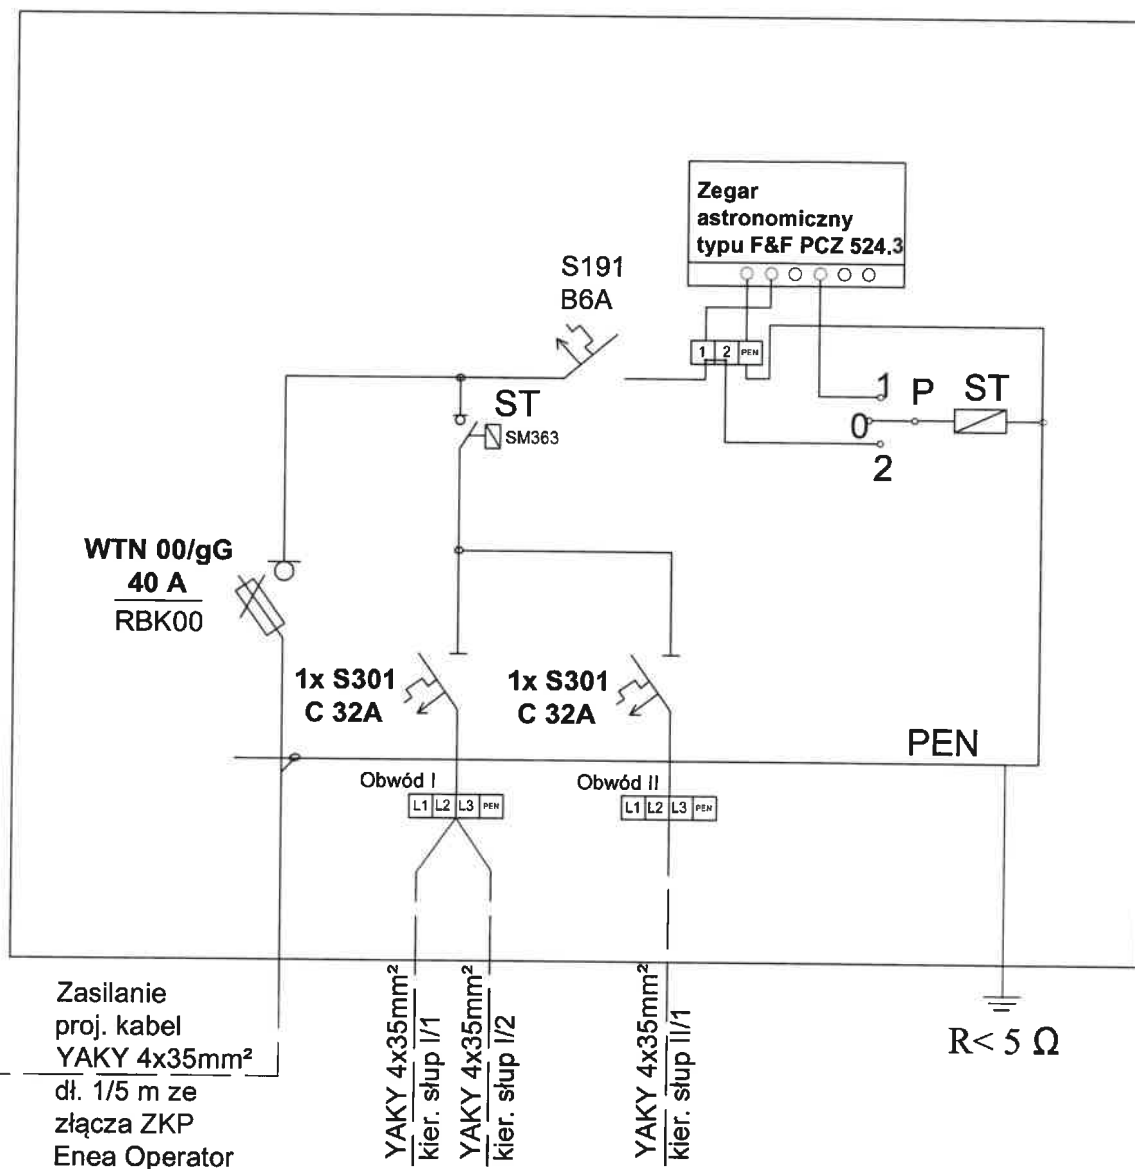 Zegar
astronomiczny
typu F&F PCZ 524.3
S191
B6A
1 2 PEN
ST
SM363
1 P ST
0
2
WTN 00/gG
40 A
RBK00
1x S301
C 32A
1x S301
C 32A
PEN
Obwód I
L1 L2 L3 PEN
Obwód II
L1 L2 L3 PEN
Zasilanie
proj. kabel
YAKY 4x35mm²
dł. 1/5 m ze
złącza ZKP
Enea Operator
YAKY 4x35mm²
kier. słup I/1
YAKY 4x35mm²
kier. słup I/2
YAKY 4x35mm²
kier. słup II/1
R< 5 Ω